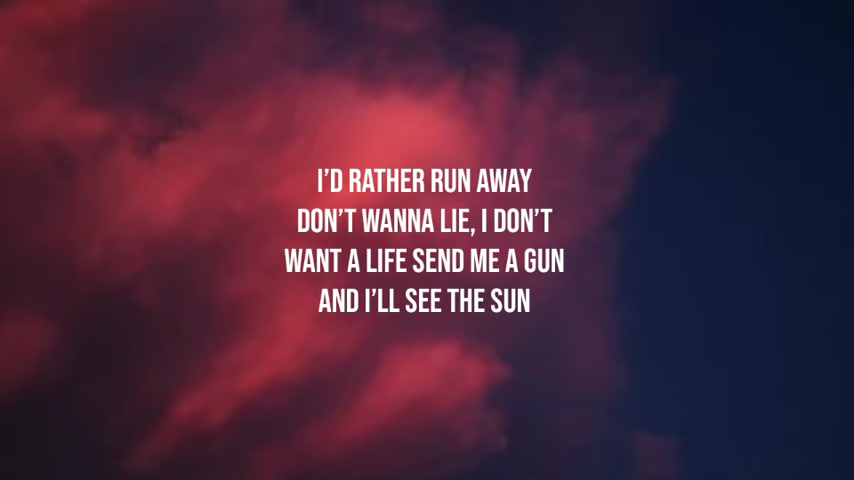 I'D RATHER RUN AWAY
DON'T WANNA LIE, I DON'T
WANT A LIFE SEND ME A GUN
AND I'LL SEE THE SUN